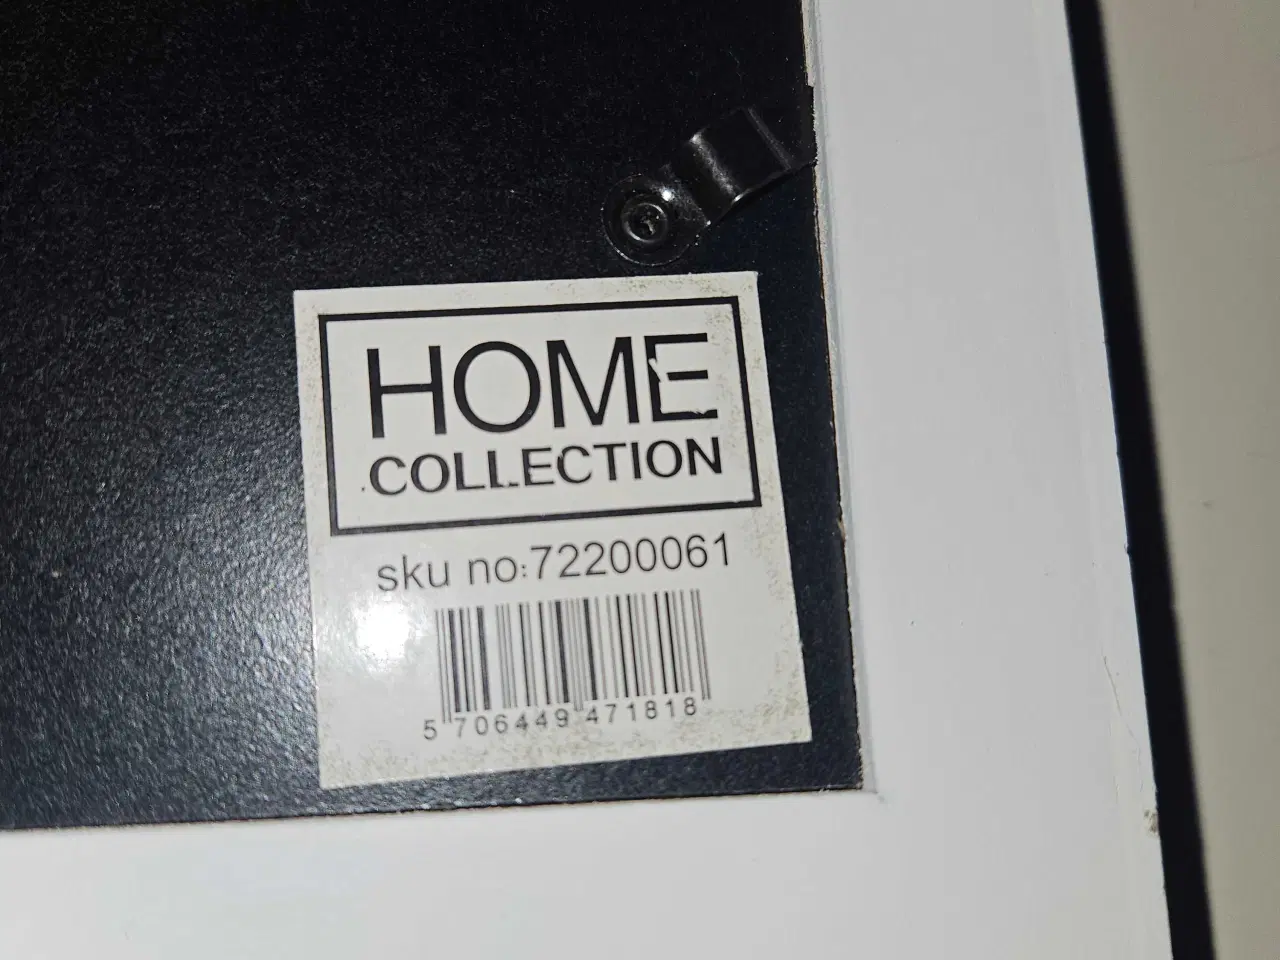 HOME
COLLECTION
sku no:72200061
5 706449 471818